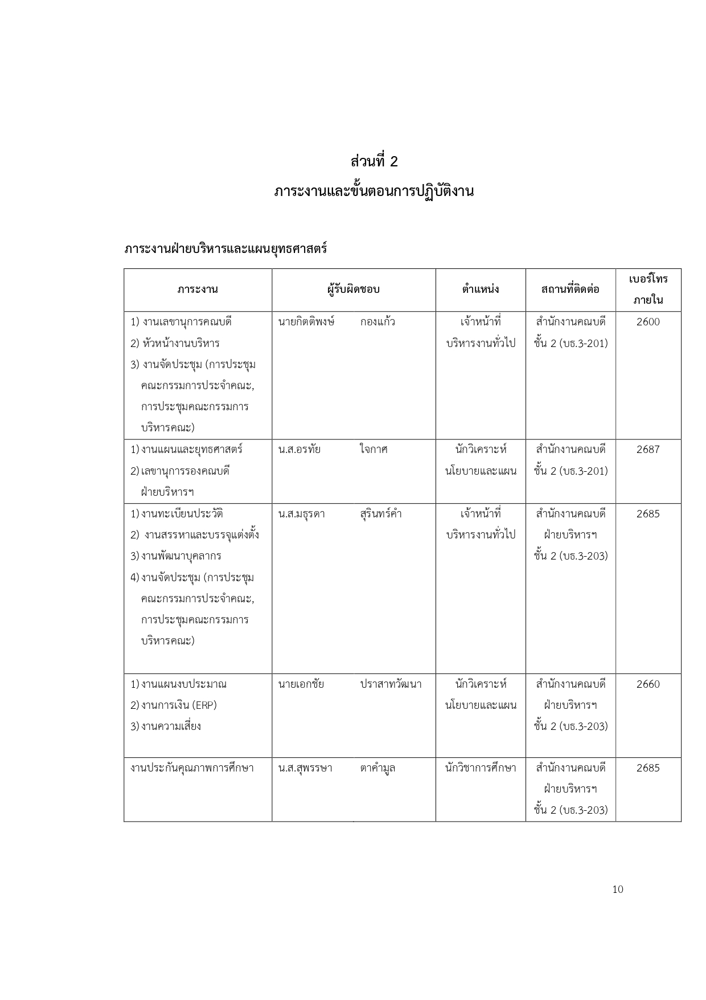 ส่วนที่ 2
ภาระงานและขั้นตอนการปฏิบัติงาน
ภาระงานฝ่ายบริหารและแผนยุทธศาสตร์
ภาระงาน ผู้รับผิดชอบ ตำแหน่ง สถานที่ติดต่อ เบอร์โทร
ภายใน
1) งานเลขานุการคณบดี นายกิตติพงษ์ กองแก้ว เจ้าหน้าที่ สำนักงานคณบดี 2600
2) หัวหน้างานบริหาร บริหารงานทั่วไป ชั้น 2 (บธ.3-201)
3) งานจัดประชุม (การประชุม
คณะกรรมการประจำคณะ,
การประชุมคณะกรรมการ
บริหารคณะ)
1) งานแผนและยุทธศาสตร์ น.ส.อรทัย ใจกาศ นักวิเคราะห์ สำนักงานคณบดี 2687
2) เลขานุการรองคณบดี นโยบายและแผน ชั้น 2 (บธ.3-201)
ฝ่ายบริหารฯ
1) งานทะเบียนประวัติ น.ส.มธุรดา สุรินทร์คำ เจ้าหน้าที่ สำนักงานคณบดี 2685
2) งานสรรหาและบรรจุแต่งตั้ง บริหารงานทั่วไป ฝ่ายบริหารฯ
3) งานพัฒนาบุคลากร ชั้น 2 (บธ.3-203)
4) งานจัดประชุม (การประชุม
คณะกรรมการประจำคณะ,
การประชุมคณะกรรมการ
บริหารคณะ)
1) งานแผนงบประมาณ นายเอกชัย ปราสาทวัฒนา นักวิเคราะห์ สำนักงานคณบดี 2660
2) งานการเงิน (ERP) นโยบายและแผน ฝ่ายบริหารฯ
3) งานความเสี่ยง ชั้น 2 (บธ.3-203)
งานประกันคุณภาพการศึกษา น.ส.สุพรรษา ตาคำมูล นักวิชาการศึกษา สำนักงานคณบดี 2685
ฝ่ายบริหารฯ
ชั้น 2 (บธ.3-203)
10